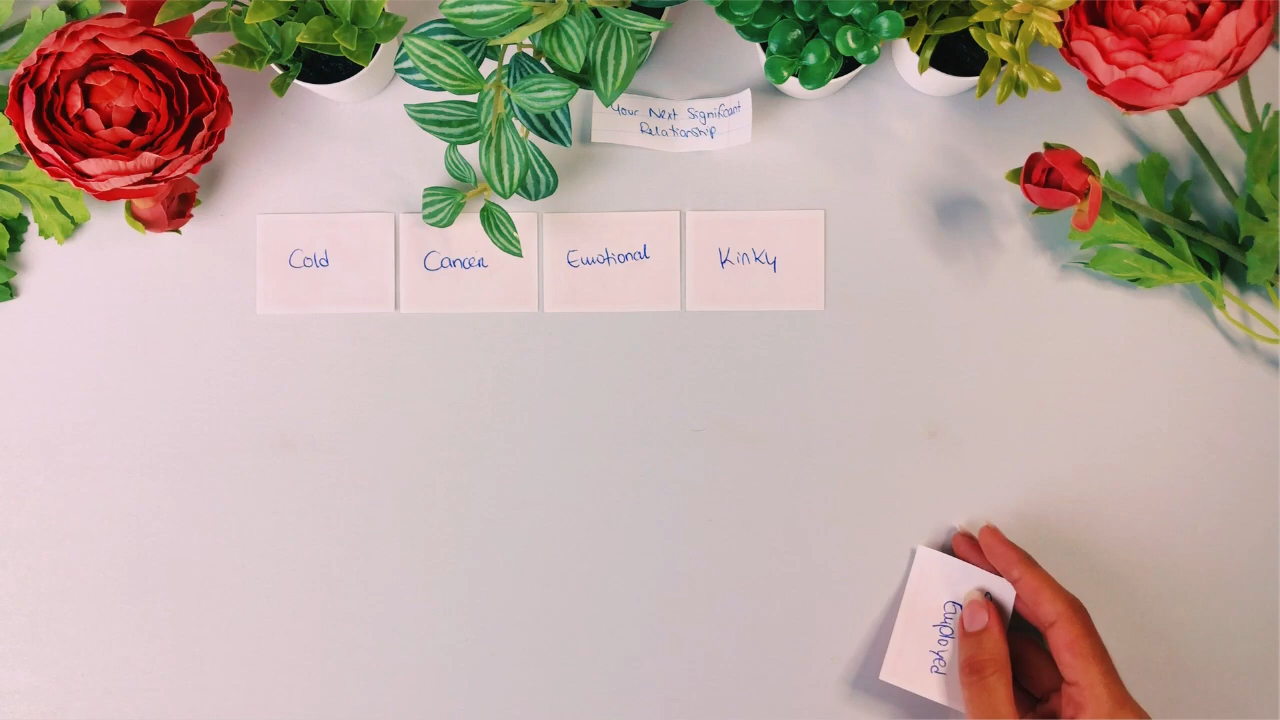 Your Next Significant
Relationship
Cold
Cancer
Emotional
Kinky
Employed